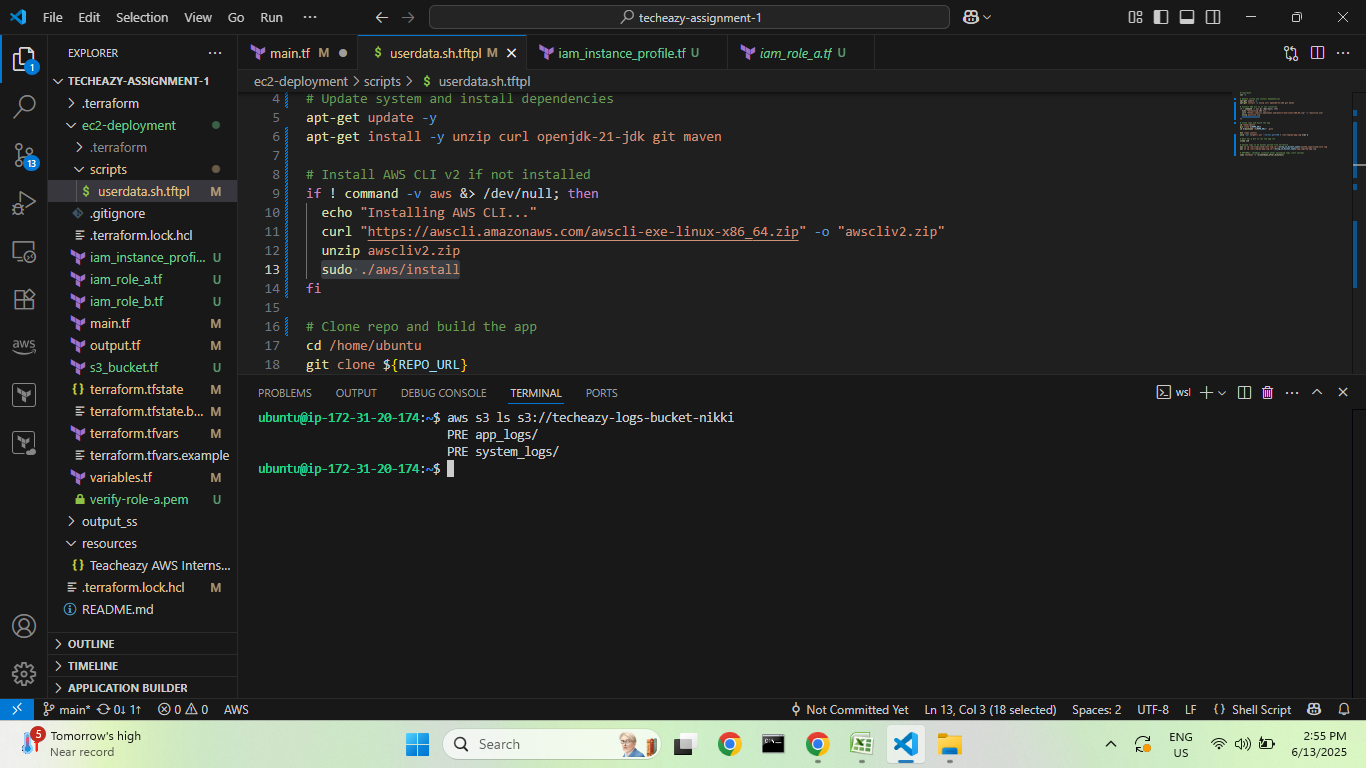 File Edit Selection View Go Run ··· techeazy-assignment-1
EXPLORER ···
TECHEAZY-ASSIGNMENT-1
.terraform
ec2-deployment
.terraform
scripts
$ userdata.sh.tftpl M
.gitignore
.terraform.lock.hcl
iam_instance_profi... U
iam_role_a.tf U
iam_role_b.tf U
main.tf M
output.tf M
s3_bucket.tf U
{} terraform.tfstate M
terraform.tfstate.b... M
terraform.tfvars M
terraform.tfvars.example
variables.tf M
verify-role-a.pem U
output_ss
resources
{} Teacheazy AWS Interns...
.terraform.lock.hcl M
README.md
OUTLINE
TIMELINE
APPLICATION BUILDER
1
13
aws
main.tf M $ userdata.sh.tftpl M iam_instance_profile.tf U iam_role_a.tf U
ec2-deployment > scripts > $ userdata.sh.tftpl
4 # Update system and install dependencies
5 apt-get update -y
6 apt-get install -y unzip curl openjdk-21-jdk git maven
7
8 # Install AWS CLI v2 if not installed
9 if ! command -v aws &> /dev/null; then
10 echo "Installing AWS CLI..."
11 curl "https://awscli.amazonaws.com/awscli-exe-linux-x86_64.zip" -o "awscliv2.zip"
12 unzip awscliv2.zip
13 sudo ./aws/install
14 fi
15
16 # Clone repo and build the app
17 cd /home/ubuntu
18 git clone ${REPO_URL}
PROBLEMS OUTPUT DEBUG CONSOLE TERMINAL PORTS wsl
ubuntu@ip-172-31-20-174:~$ aws s3 ls s3://techeazy-logs-bucket-nikki
PRE app_logs/
PRE system_logs/
ubuntu@ip-172-31-20-174:~$
main* 0↓ 1↑ 0 0 AWS Not Committed Yet Ln 13, Col 3 (18 selected) Spaces: 2 UTF-8 LF {} Shell Script
5 Tomorrow's high
Near record
Search
ENG
US
2:55 PM
6/13/2025